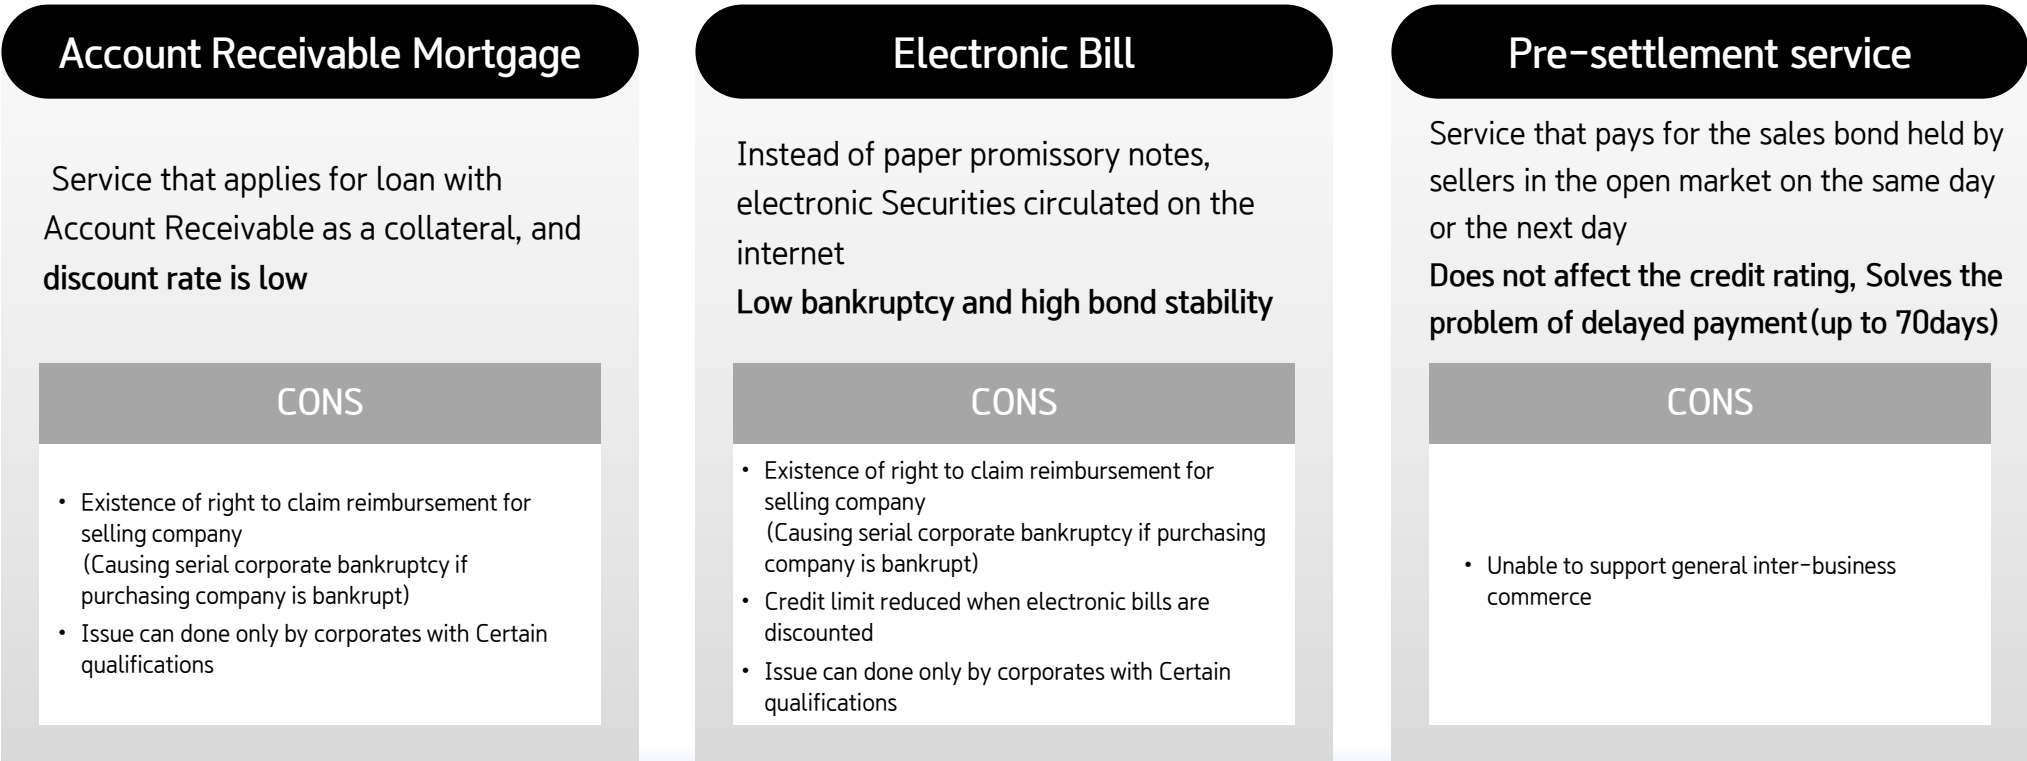 Account Receivable Mortgage
Service that applies for loan with
Account Receivable as a collateral, and
discount rate is low
CONS
• Existence of right to claim reimbursement for
selling company
(Causing serial corporate bankruptcy if
purchasing company is bankrupt)
• Issue can done only by corporates with Certain
qualifications
Electronic Bill
Instead of paper promissory notes,
electronic Securities circulated on the
internet
Low bankruptcy and high bond stability
CONS
• Existence of right to claim reimbursement for
selling company
(Causing serial corporate bankruptcy if purchasing
company is bankrupt)
• Credit limit reduced when electronic bills are
discounted
• Issue can done only by corporates with Certain
qualifications
Pre-settlement service
Service that pays for the sales bond held by
sellers in the open market on the same day
or the next day
Does not affect the credit rating, Solves the
problem of delayed payment(up to 70days)
CONS
• Unable to support general inter-business
commerce